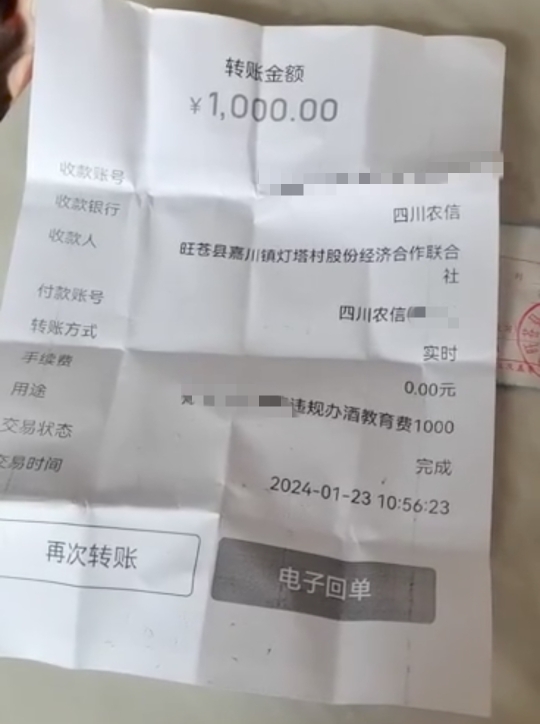 转账金额
¥1,000.00
收款账号
收款银行 四川农信
收款人 旺苍县嘉川镇灯塔村股份经济合作联合
社
付款账号 四川农信
转账方式 实时
手续费 0.00元
用途 违规办酒教育费1000
交易状态 完成
交易时间 2024-01-23 10:56:23
再次转账 电子回单